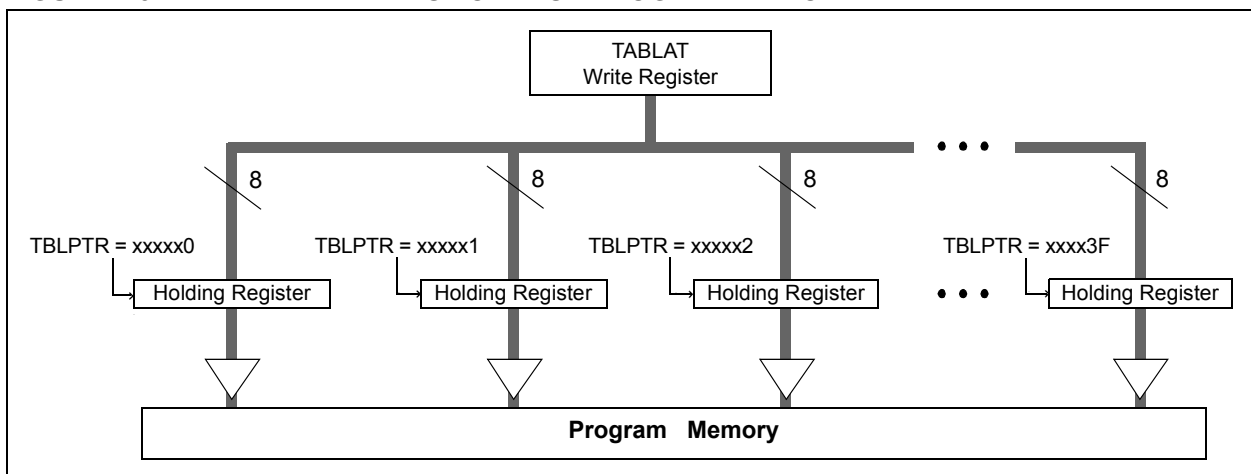 TABLAT
Write Register
• • •
8 8 8 8
TBLPTR = xxxxx0 TBLPTR = xxxxx1 TBLPTR = xxxxx2 TBLPTR = xxxx3F
Holding Register Holding Register Holding Register • • • Holding Register
Program Memory